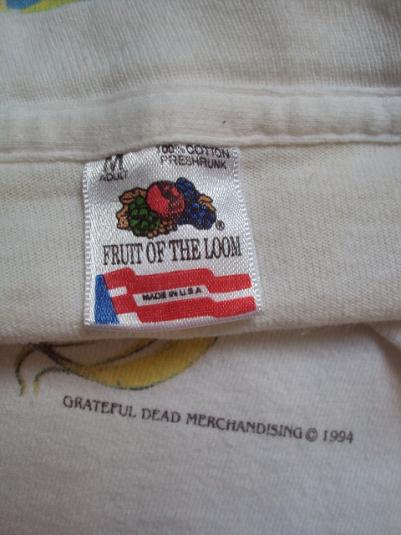 M 100% COTTON
ADULT PRESHRUNK
®
FRUIT OF THE LOOM
MADE IN U.S.A
GRATEFUL DEAD MERCHANDISING © 1994